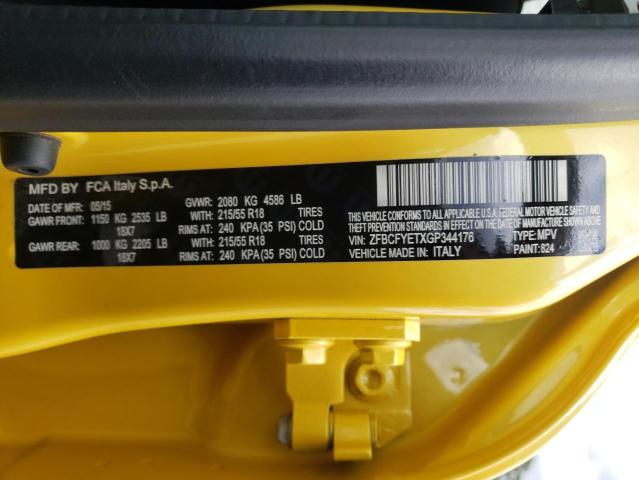 MFD BY FCA Italy S.p.A.
DATE OF MFR: 05/15 GVWR: 2080 KG 4586 LB
GAWR FRONT: 1150 KG 2535 LB WITH: 215/55 R18 TIRES
18X7 RIMS AT: 240 KPA(35 PSI) COLD
GAWR REAR: 1000 KG 2205 LB WITH: 215/55 R18 TIRES
18X7 RIMS AT: 240 KPA(35 PSI) COLD
THIS VEHICLE CONFORMS TO ALL APPLICABLE U.S.A. FEDERAL MOTOR VEHICLE SAFETY
AND THEFT PREVENTION STANDARDS IN EFFECT ON THE DATE OF MANUFACTURE SHOWN ABOVE.
VIN: ZFBCFYETXGP344176 TYPE: MPV
VEHICLE MADE IN: ITALY PAINT: 824